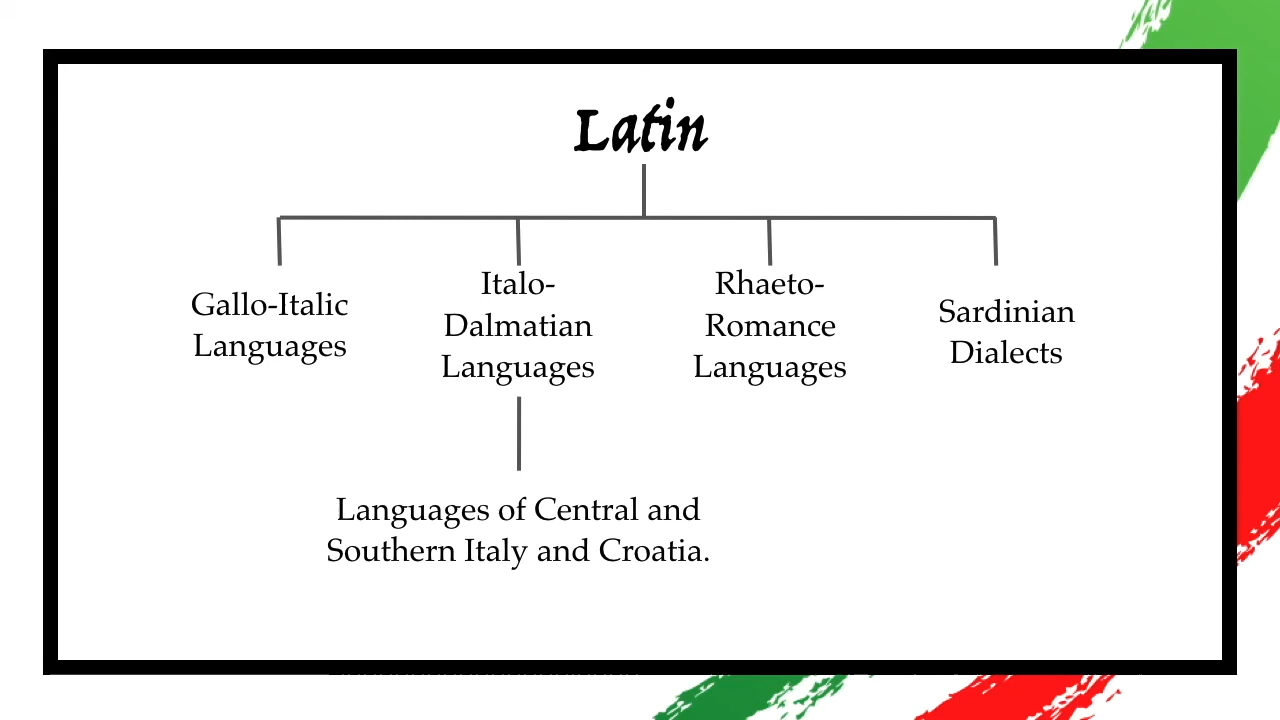 Latin
Gallo-Italic
Languages
Italo-
Dalmatian
Languages
Rhaeto-
Romance
Languages
Sardinian
Dialects
Languages of Central and
Southern Italy and Croatia.